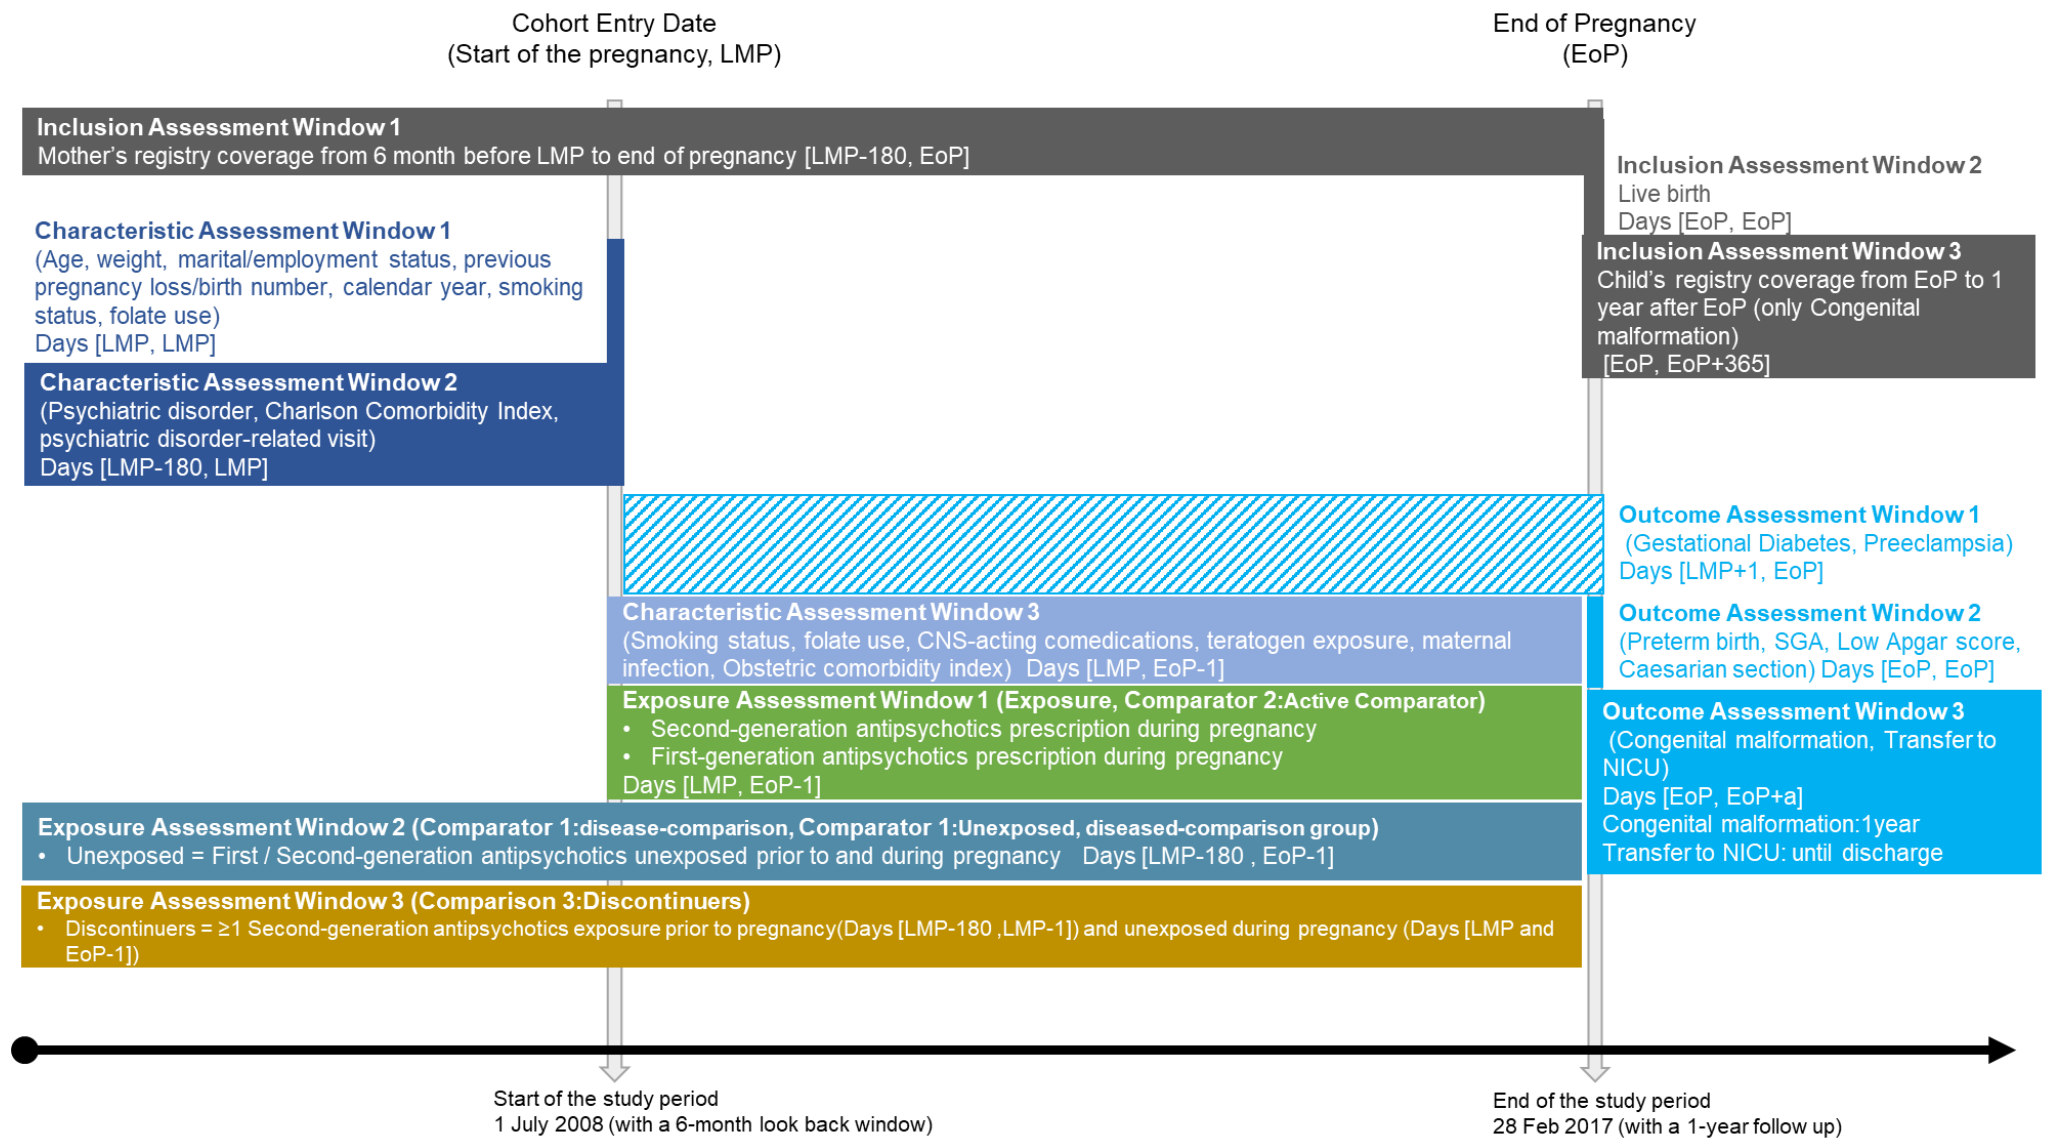 Cohort Entry Date
(Start of the pregnancy, LMP)
End of Pregnancy
(EoP)
Inclusion Assessment Window 1
Mother’s registry coverage from 6 month before LMP to end of pregnancy [LMP-180, EoP]
Inclusion Assessment Window 2
Live birth
Days [EoP, EoP]
Characteristic Assessment Window 1
(Age, weight, marital/employment status, previous
pregnancy loss/birth number, calendar year, smoking
status, folate use)
Days [LMP, LMP]
Inclusion Assessment Window 3
Child’s registry coverage from EoP to 1
year after EoP (only Congenital
malformation)
[EoP, EoP+365]
Characteristic Assessment Window 2
(Psychiatric disorder, Charlson Comorbidity Index,
psychiatric disorder-related visit)
Days [LMP-180, LMP]
Outcome Assessment Window 1
(Gestational Diabetes, Preeclampsia)
Days [LMP+1, EoP]
Characteristic Assessment Window 3
(Smoking status, folate use, CNS-acting comedications, teratogen exposure, maternal
infection, Obstetric comorbidity index) Days [LMP, EoP-1]
Outcome Assessment Window 2
(Preterm birth, SGA, Low Apgar score,
Caesarian section) Days [EoP, EoP]
Exposure Assessment Window 1 (Exposure, Comparator 2:Active Comparator)
• Second-generation antipsychotics prescription during pregnancy
• First-generation antipsychotics prescription during pregnancy
Days [LMP, EoP-1]
Outcome Assessment Window 3
(Congenital malformation, Transfer to
NICU)
Days [EoP, EoP+a]
Congenital malformation:1year
Transfer to NICU: until discharge
Exposure Assessment Window 2 (Comparator 1:disease-comparison, Comparator 1:Unexposed, diseased-comparison group)
• Unexposed = First / Second-generation antipsychotics unexposed prior to and during pregnancy Days [LMP-180 , EoP-1]
Exposure Assessment Window 3 (Comparison 3:Discontinuers)
• Discontinuers = ≥1 Second-generation antipsychotics exposure prior to pregnancy(Days [LMP-180 ,LMP-1]) and unexposed during pregnancy (Days [LMP and
EoP-1])
Start of the study period
1 July 2008 (with a 6-month look back window)
End of the study period
28 Feb 2017 (with a 1-year follow up)